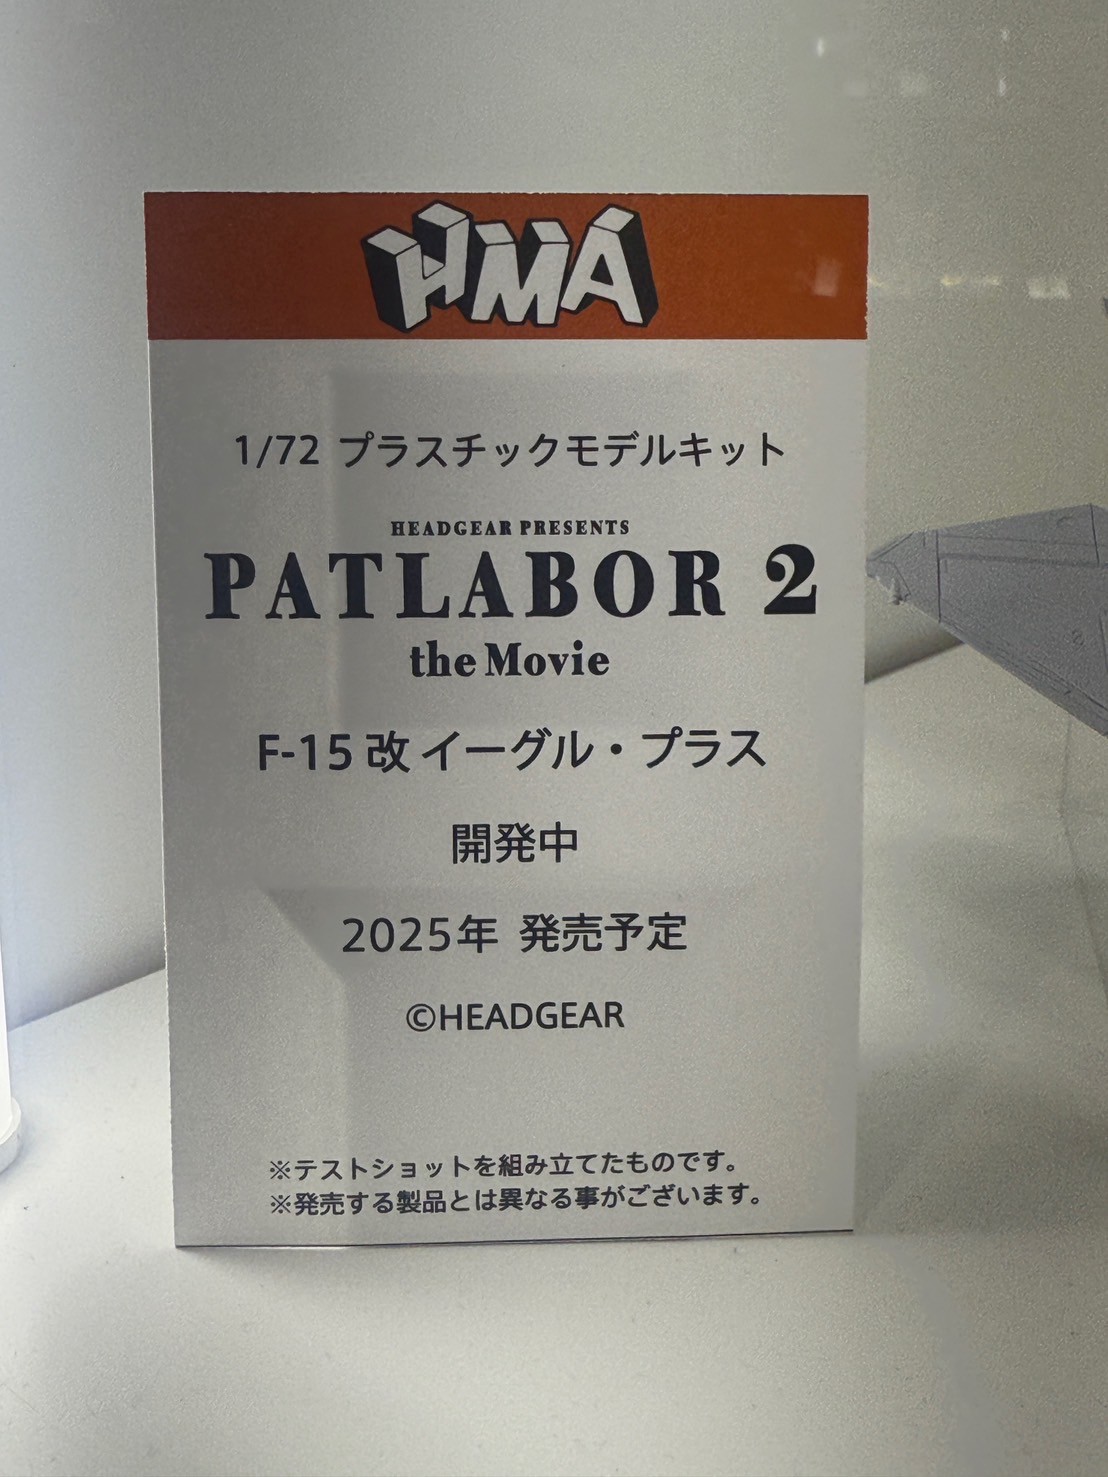 HMA
1/72 プラスチックモデルキット
HEADGEAR PRESENTS
PATLABOR 2
the Movie
F-15 改 イーグル・プラス
開発中
2025年 発売予定
©HEADGEAR
※テストショットを組み立てたものです。
※発売する製品とは異なる事がございます。